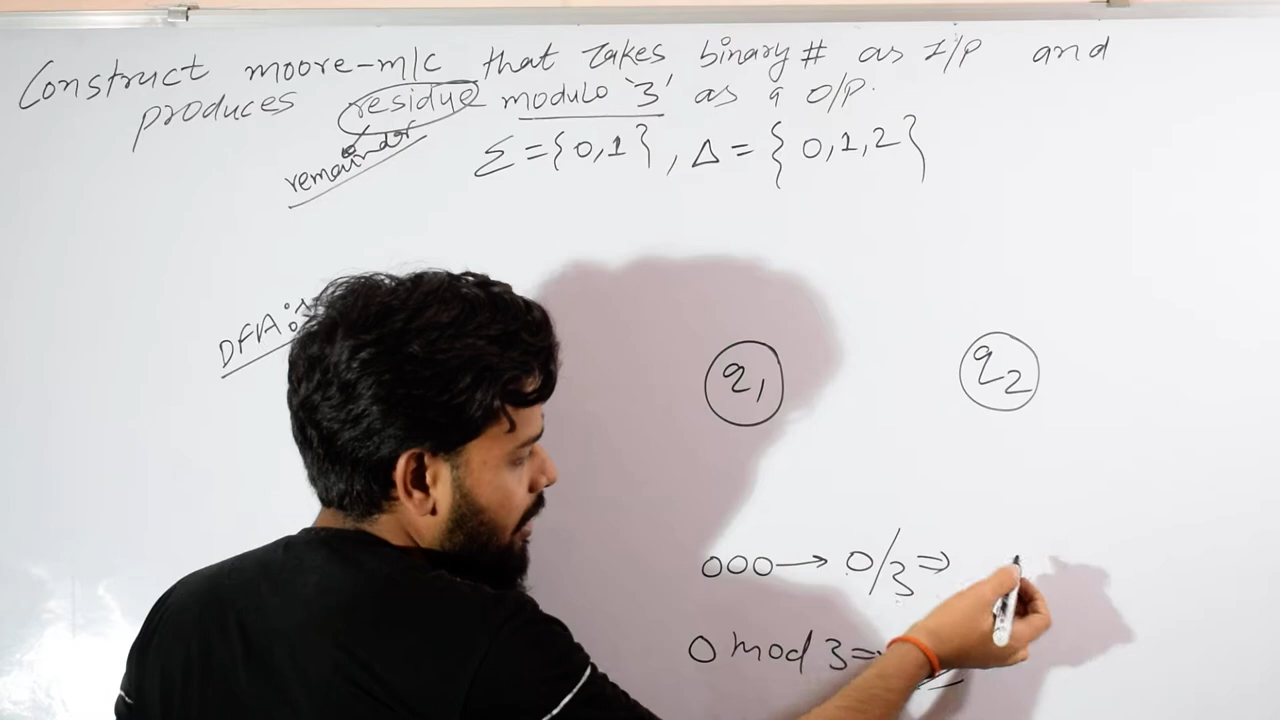 Construct moore-m/c that takes binary # as I/P and
produces residue modulo '3' as a O/P.
remainder
Σ = {0,1}, Δ = {0,1,2}
DFA:
q1
q2
000 → 0/3 ⇒
0 mod 3 ⇒